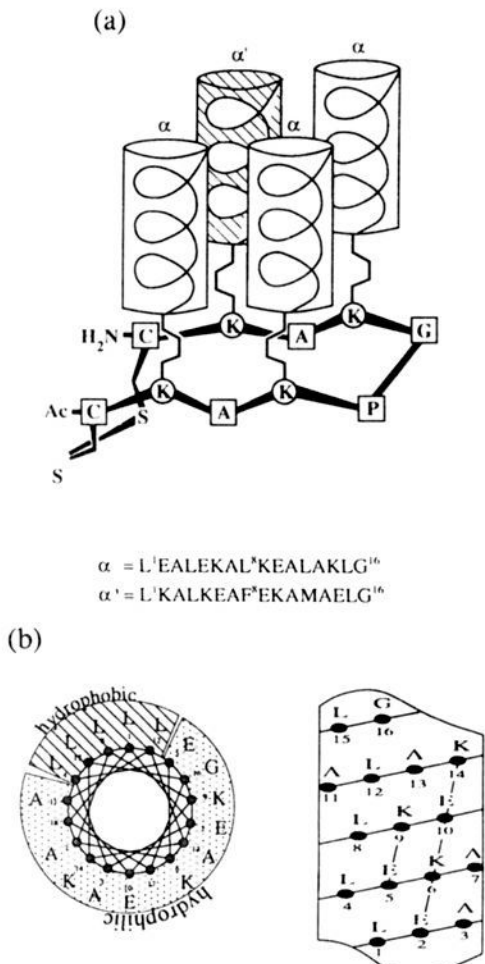 (a)
α'
α
α
α
H₂N
C
K
A
K
G
Ac
C
K
A
K
P
S
S
α = L¹EALEKAL⁸KEALAKLG¹⁶
α' = L¹KALKEAF⁸EKAMAELG¹⁶
(b)
hydrophobic
L L L L L L
E G K E A K E A K A A
hydrophilic
L G
15 16
A L A K
11 12 13 14
L K E
8 9 10
L E K A
4 5 6 7
L E A
1 2 3